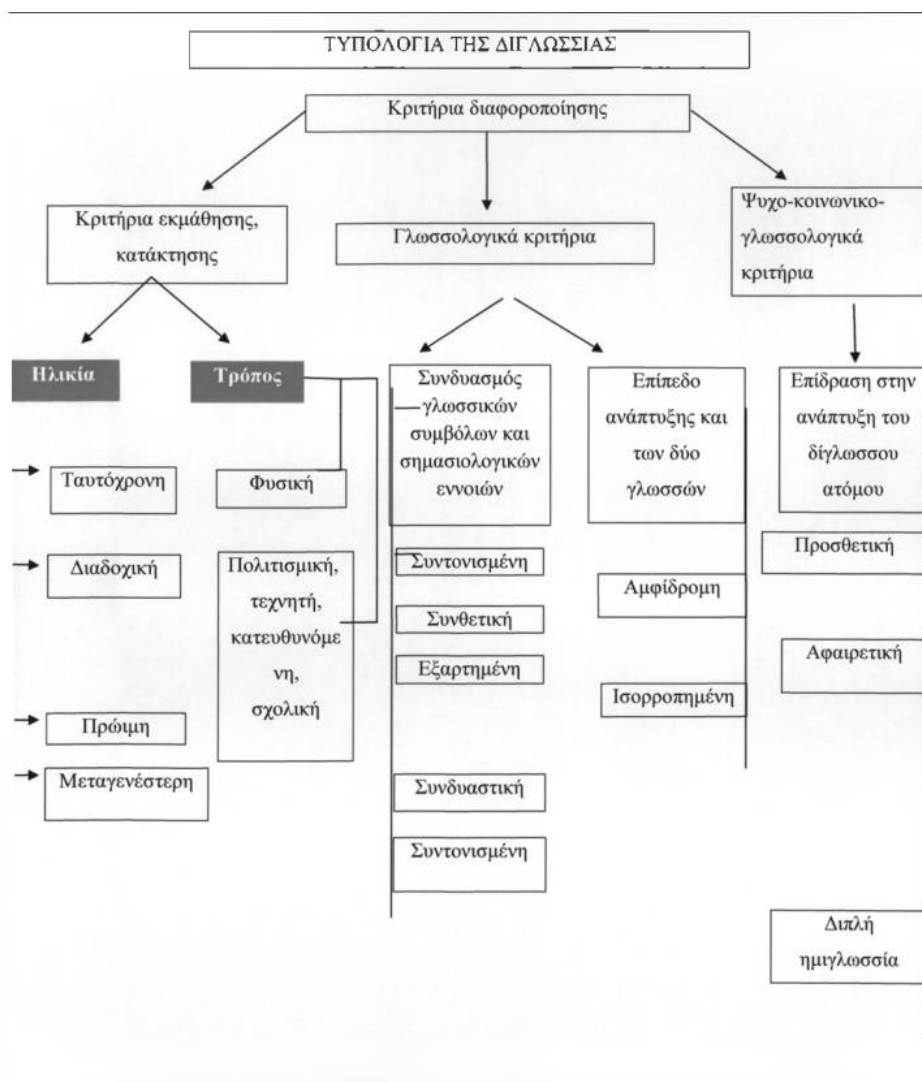 ΤΥΠΟΛΟΓΙΑ ΤΗΣ ΔΙΓΛΩΣΣΙΑΣ
Κριτήρια διαφοροποίησης
Κριτήρια εκμάθησης,
κατάκτησης
Γλωσσολογικά κριτήρια
Ψυχο-κοινωνικο-
γλωσσολογικά
κριτήρια
Ηλικία
Ταυτόχρονη
Διαδοχική
Πρώιμη
Μεταγενέστερη
Τρόπος
Φυσική
Πολιτισμική,
τεχνητή,
κατευθυνόμε
νη,
σχολική
Συνδυασμός
γλωσσικών
συμβόλων και
σημασιολογικών
εννοιών
Συντονισμένη
Συνθετική
Εξαρτημένη
Συνδυαστική
Συντονισμένη
Επίπεδο
ανάπτυξης και
των δύο
γλωσσών
Αμφίδρομη
Ισορροπημένη
Επίδραση στην
ανάπτυξη του
δίγλωσσου
ατόμου
Προσθετική
Αφαιρετική
Διπλή
ημιγλωσσία